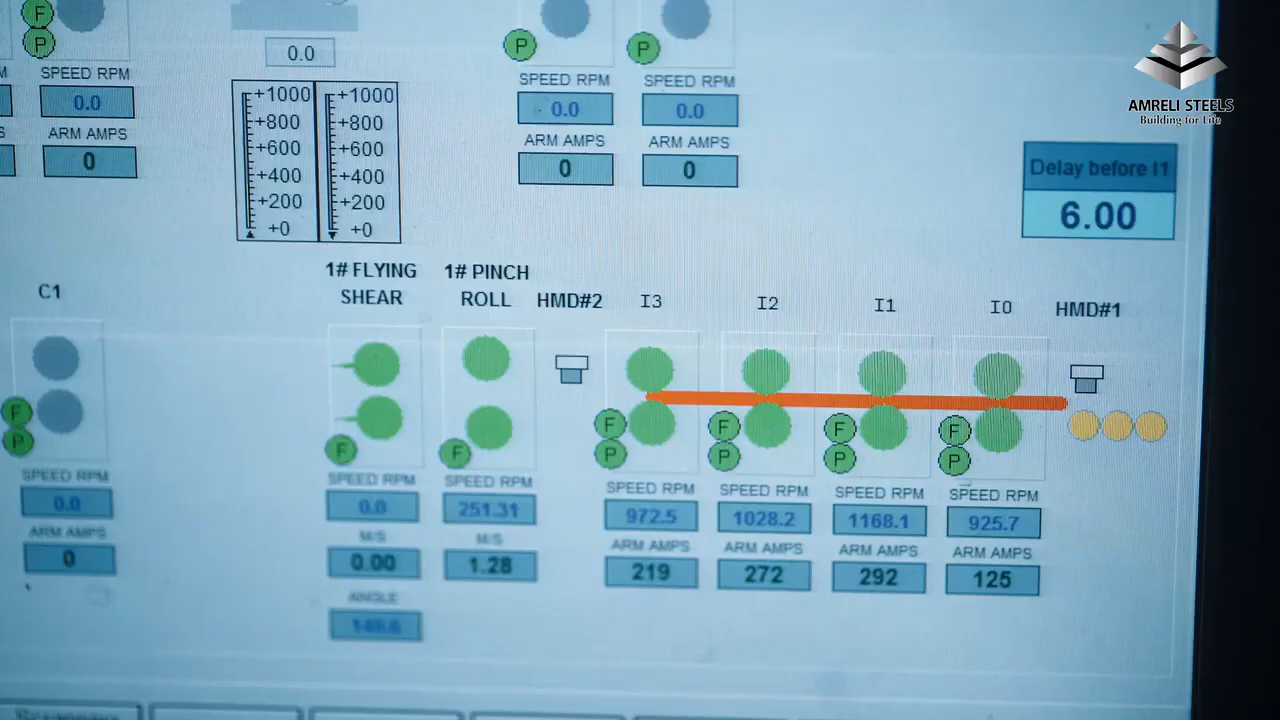 F
P
SPEED RPM
0.0
ARM AMPS
0
0.0
+1000
+800
+600
+400
+200
+0
+1000
+800
+600
+400
+200
+0
P
SPEED RPM
0.0
ARM AMPS
0
P
SPEED RPM
0.0
ARM AMPS
0
AMRELI STEELS
Building for Life
Delay before I1
6.00
C1
F
P
SPEED RPM
0.0
ARM AMPS
0
1# FLYING
SHEAR
F
SPEED RPM
0.0
M/S
0.00
ANGLE
1# PINCH
ROLL
F
SPEED RPM
251.31
M/S
1.28
HMD#2
I3
F
P
SPEED RPM
972.5
ARM AMPS
219
I2
F
P
SPEED RPM
1028.2
ARM AMPS
272
I1
F
P
SPEED RPM
1168.1
ARM AMPS
292
I0
F
P
SPEED RPM
925.7
ARM AMPS
125
HMD#1